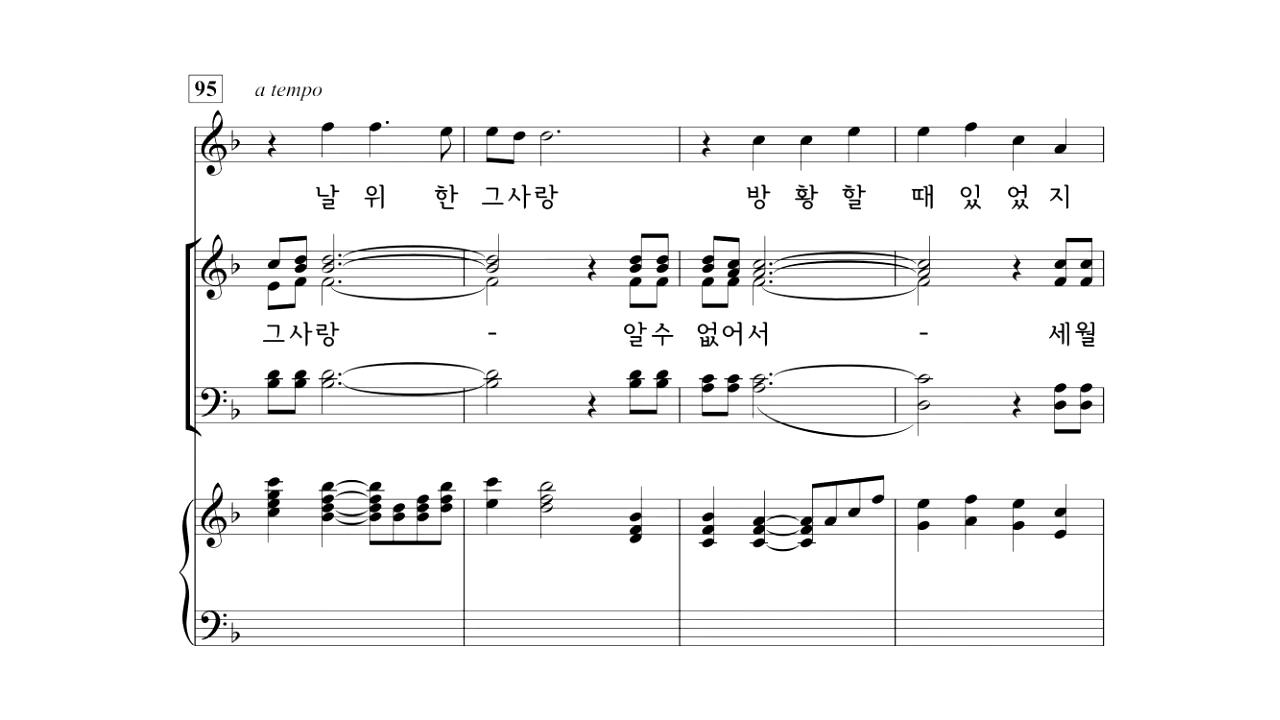 95 a tempo
날 위 한 그사랑 방 황 할 때 있 었 지
그사랑 - 알수 없어서 - 세월